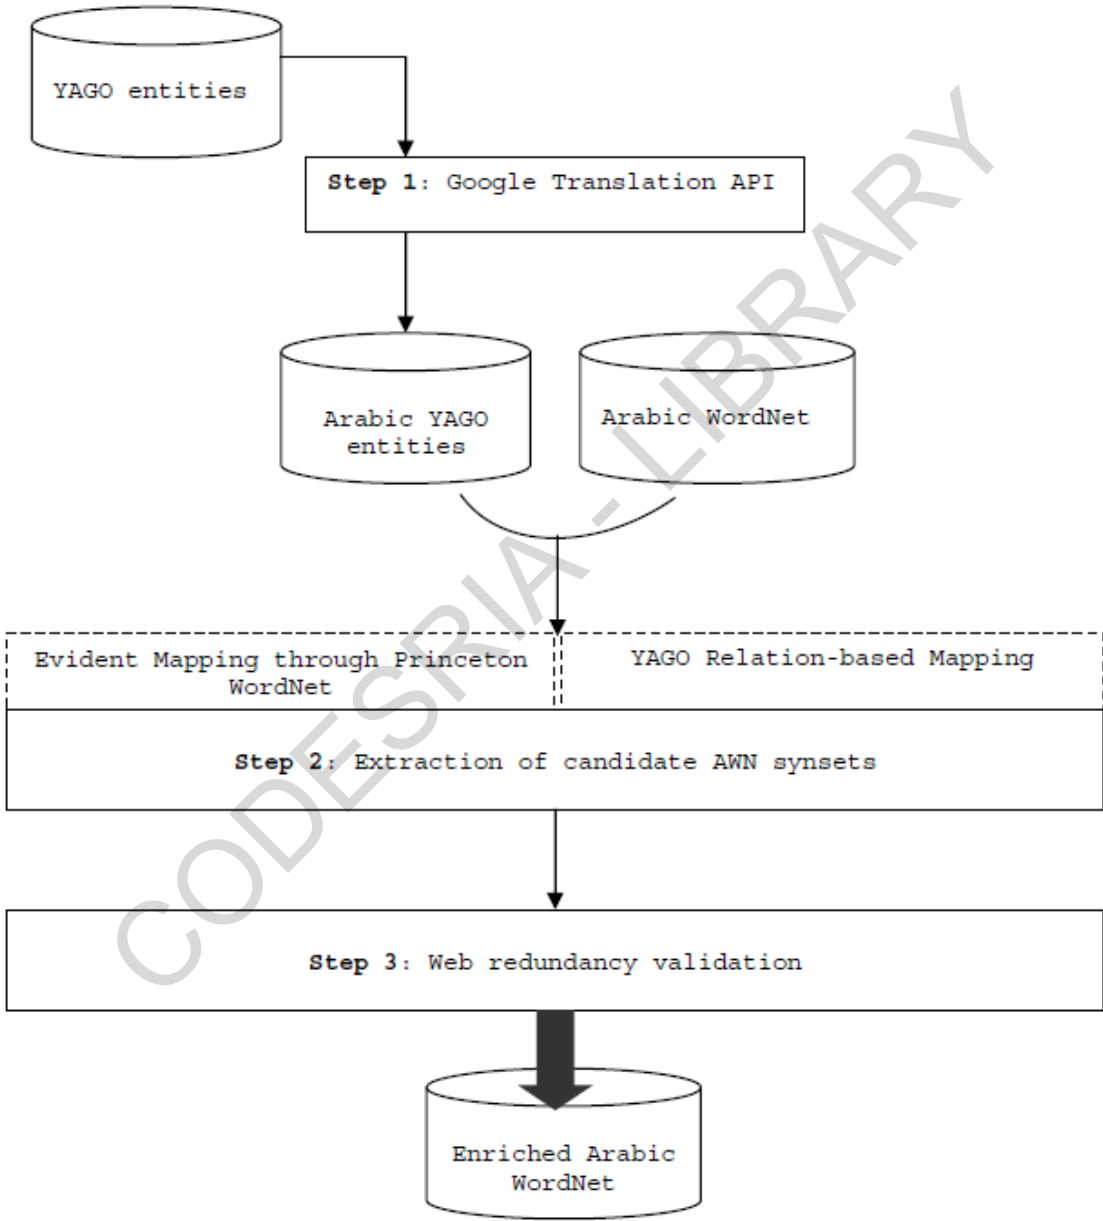 YAGO entities
Step 1: Google Translation API
Arabic YAGO
entities
Arabic WordNet
Evident Mapping through Princeton
WordNet
YAGO Relation-based Mapping
Step 2: Extraction of candidate AWN synsets
Step 3: Web redundancy validation
Enriched Arabic
WordNet
CODESRIA - LIBRARY